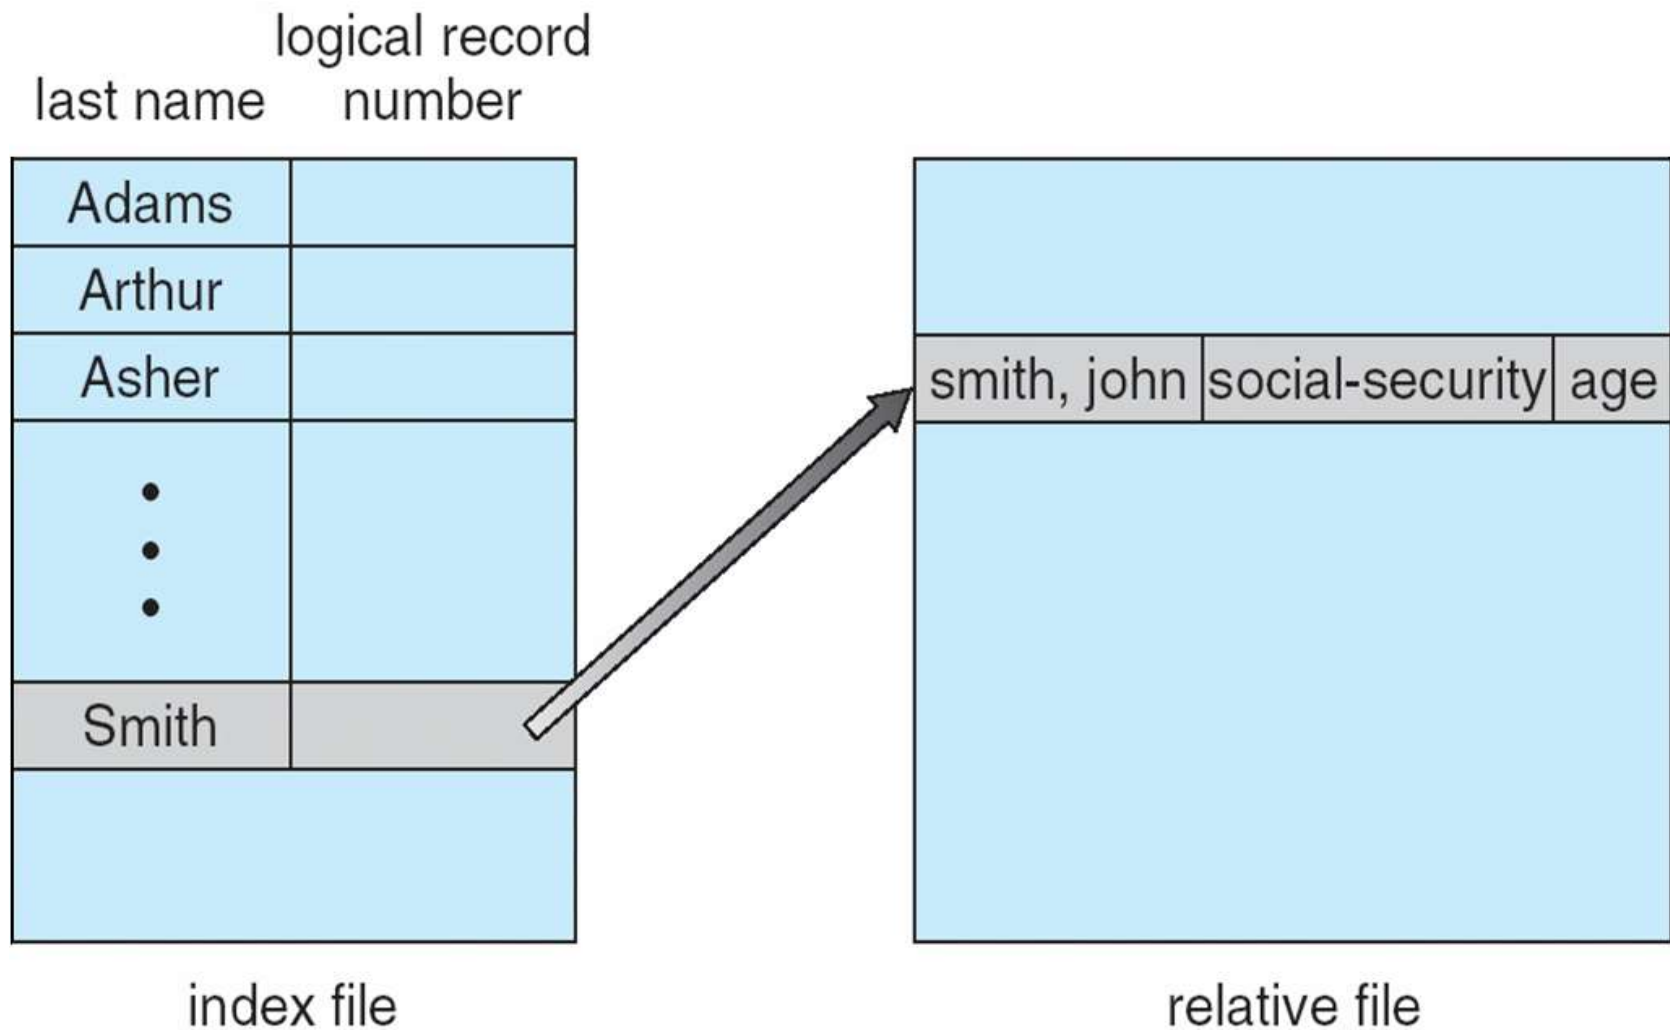 logical record
last name number
Adams
Arthur
Asher
Smith
smith, john social-security age
index file
relative file